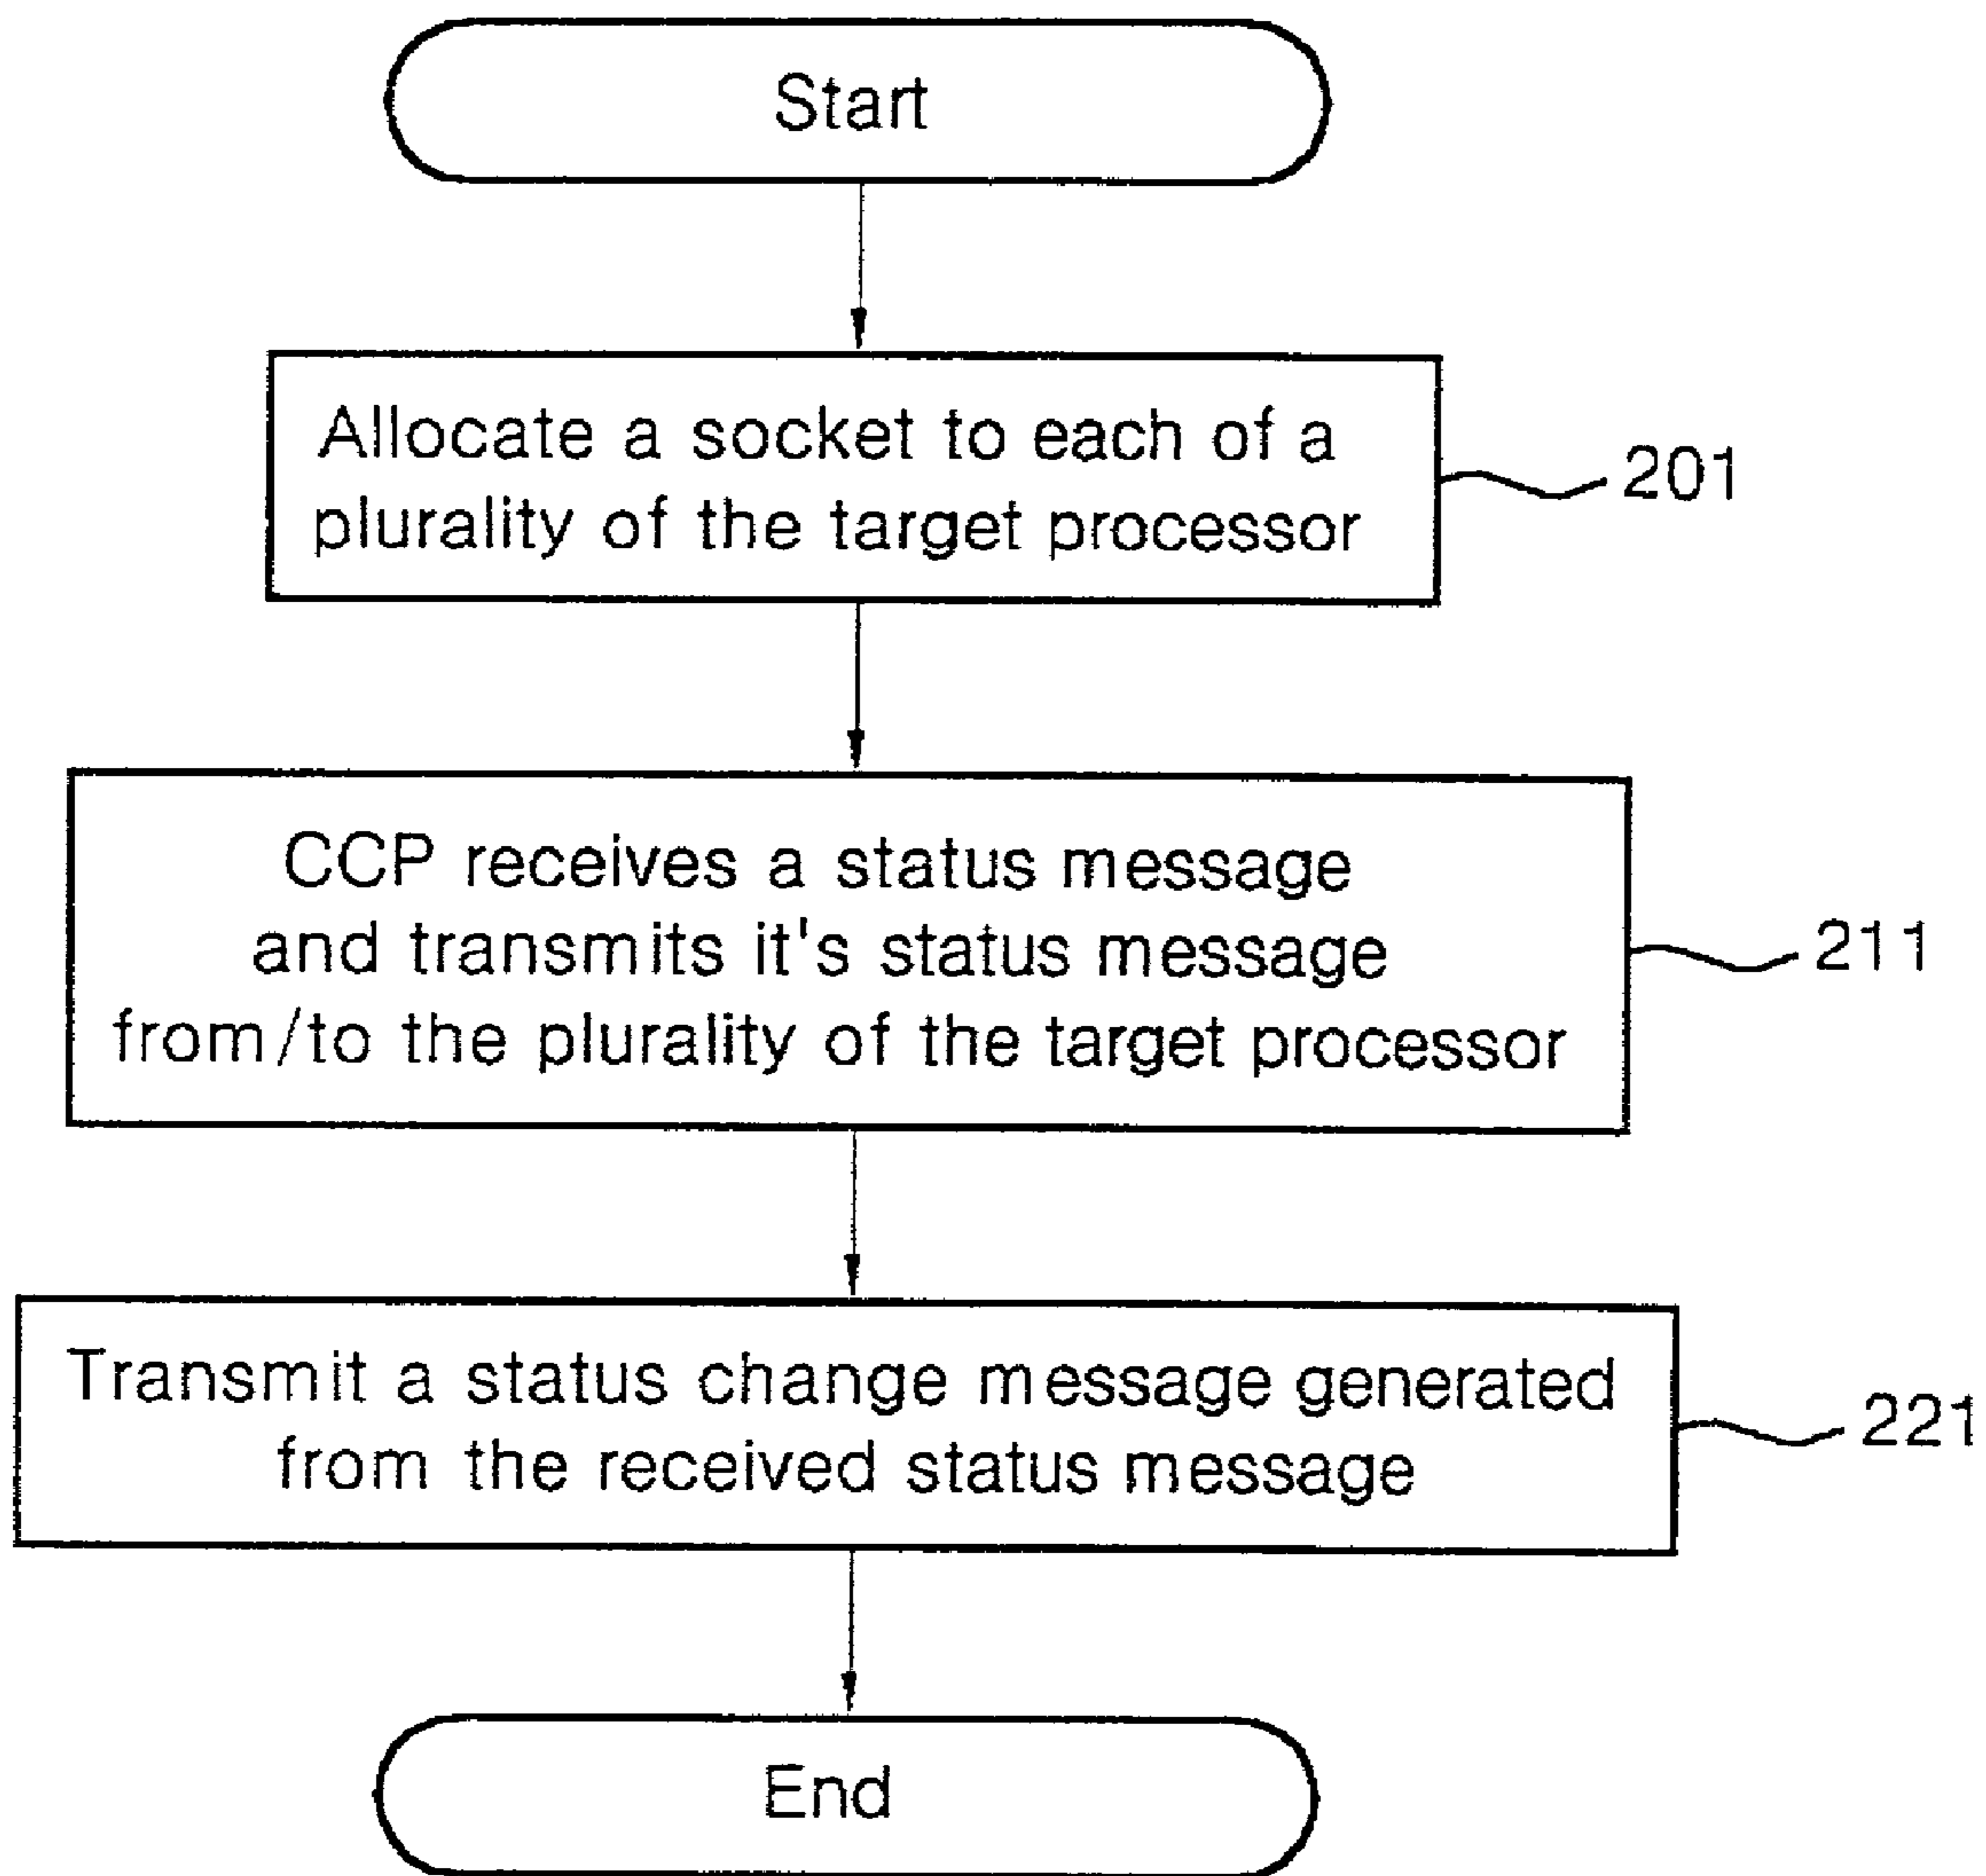 Start
Allocate a socket to each of a
plurality of the target processor
201
CCP receives a status message
and transmits it's status message
from/to the plurality of the target processor
211
Transmit a status change message generated
from the received status message
221
End